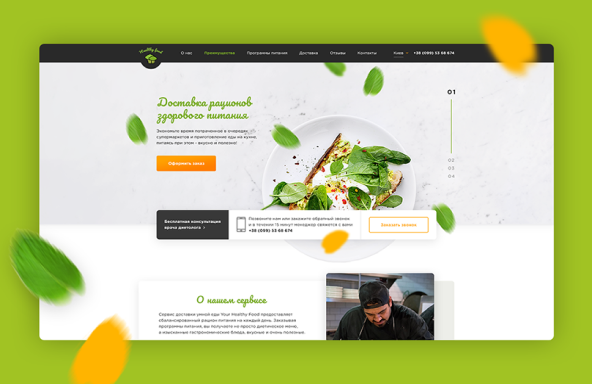 Healthy food
О нас
Преимущества
Программы питания
Доставка
Отзывы
Контакты
Киев
+38 (099) 53 68 674
Доставка рационов
здорового питания
Экономьте время потраченное в очередях
супермаркетов и приготовление еды на кухне,
питаясь при этом - вкусно и полезно!
Оформить заказ
01
02
03
04
Бесплатная консультация
врача диетолога >
Позвоните нам или закажите обратный звонок
и в течении "5 минут" менеджер свяжется с вами
+38 (099) 53 68 674
Заказать звонок
О нашем сервисе
Сервис доставки умной еды Your Healthy Food предоставляет
сбалансированный рацион питания на каждый день. Заказывая
программы питания, вы получаете не просто диетическое меню,
а изысканные гастрономические блюда, вкусные и очень полезные.